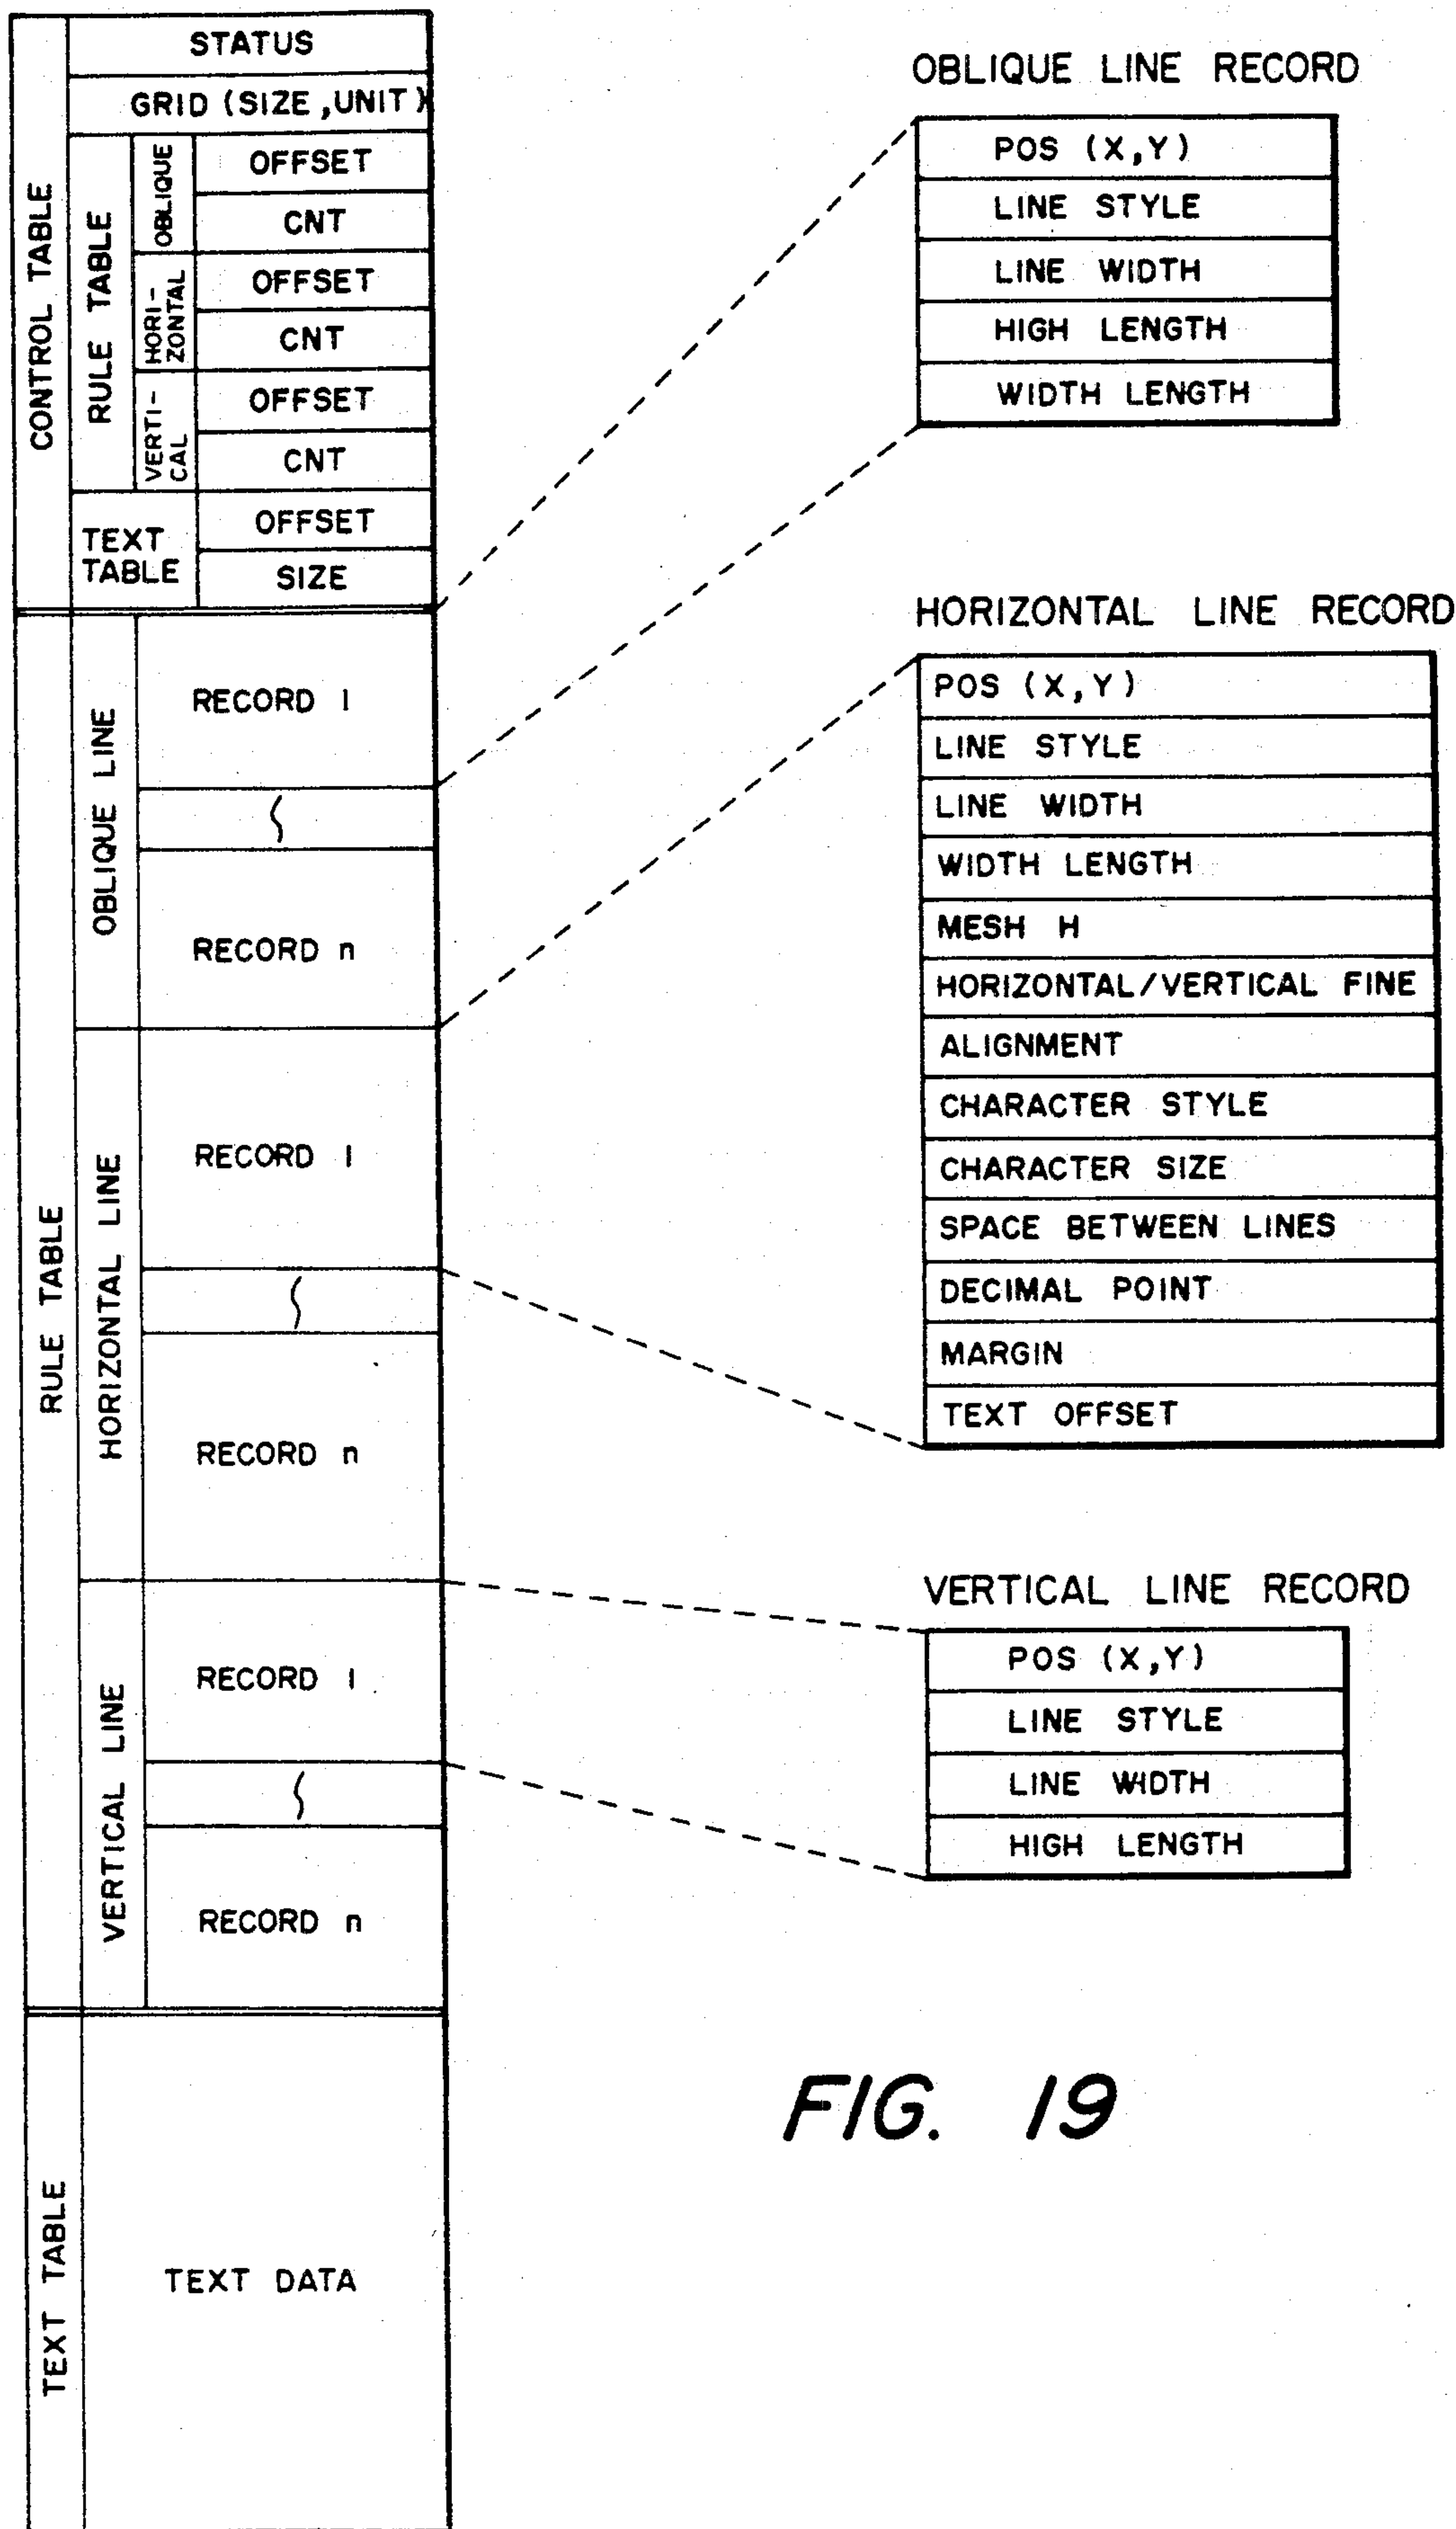 CONTROL TABLE
STATUS
GRID (SIZE ,UNIT )
RULE TABLE
OBLIQUE
OFFSET
CNT
HORI-
ZONTAL
OFFSET
CNT
VERTI-
CAL
OFFSET
CNT
TEXT
TABLE
OFFSET
SIZE
RULE TABLE
OBLIQUE LINE
RECORD 1
RECORD n
HORIZONTAL LINE
RECORD 1
RECORD n
VERTICAL LINE
RECORD 1
RECORD n
TEXT TABLE
TEXT DATA
OBLIQUE LINE RECORD
POS (X,Y)
LINE STYLE
LINE WIDTH
HIGH LENGTH
WIDTH LENGTH
HORIZONTAL LINE RECORD
POS (X,Y)
LINE STYLE
LINE WIDTH
WIDTH LENGTH
MESH H
HORIZONTAL/VERTICAL FINE
ALIGNMENT
CHARACTER STYLE
CHARACTER SIZE
SPACE BETWEEN LINES
DECIMAL POINT
MARGIN
TEXT OFFSET
VERTICAL LINE RECORD
POS (X,Y)
LINE STYLE
LINE WIDTH
HIGH LENGTH
FIG. 19